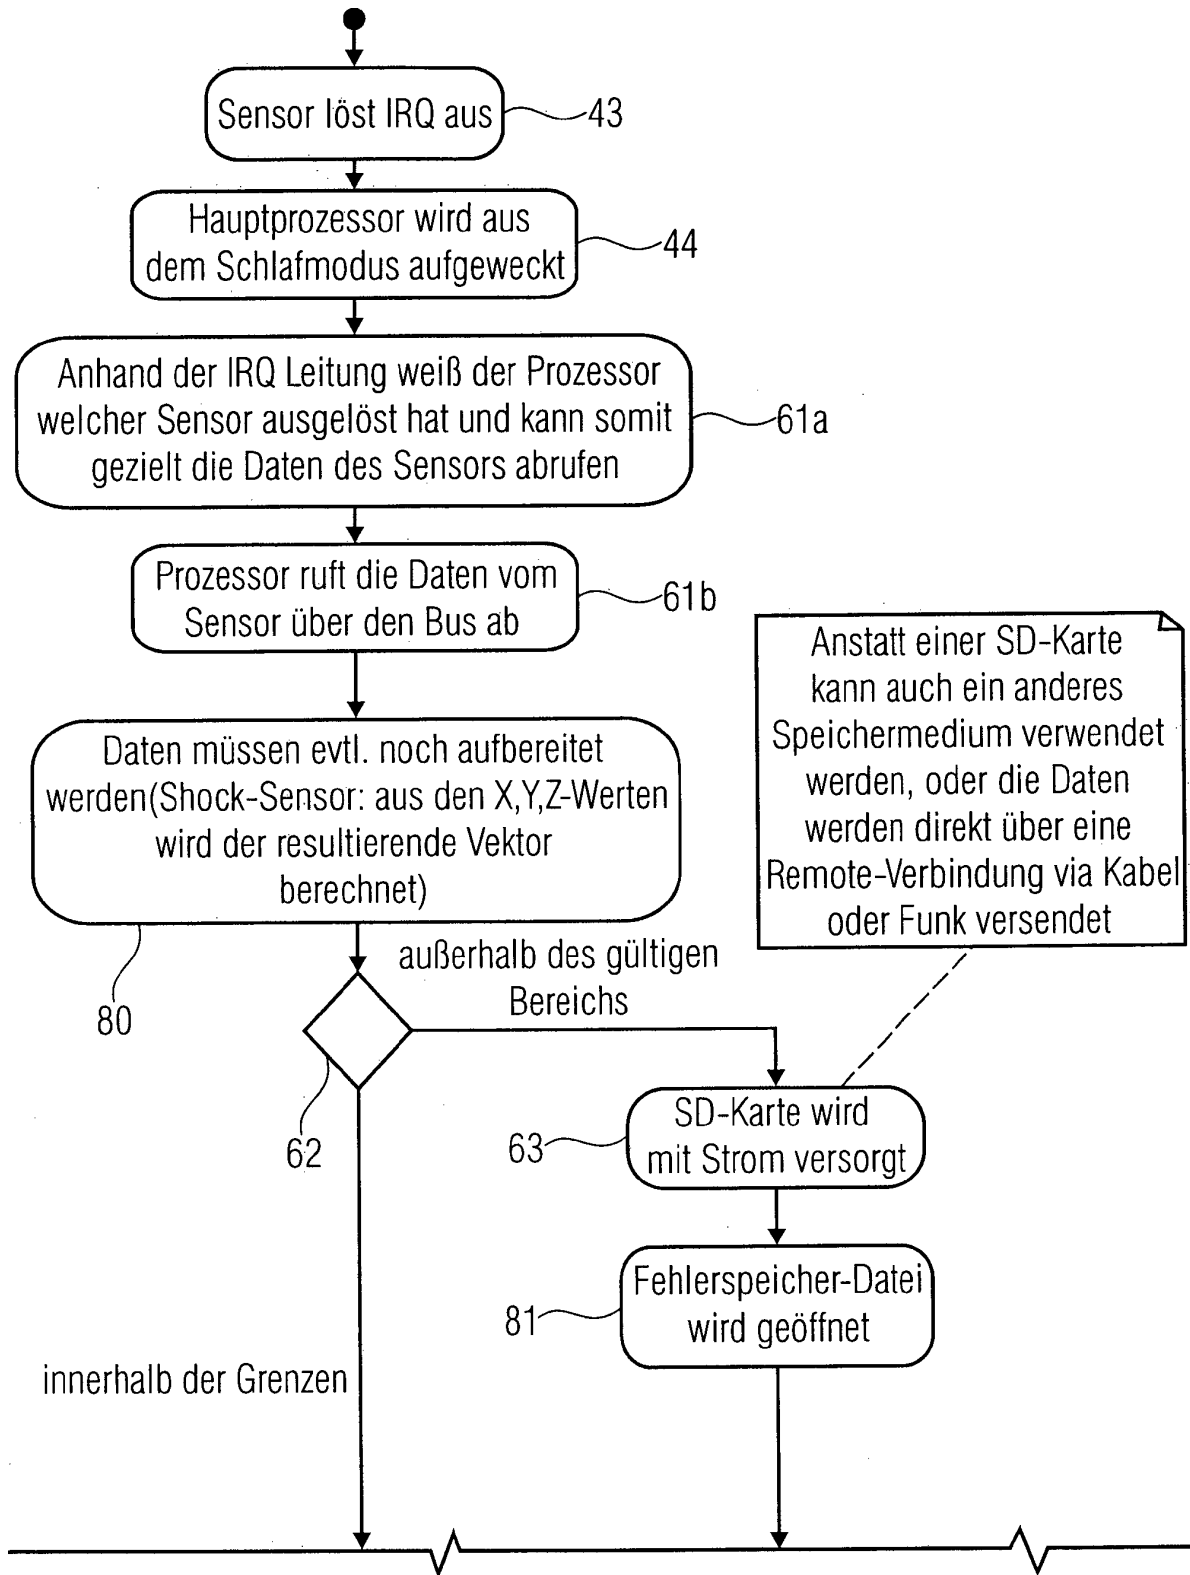 Sensor löst IRQ aus
43
Hauptprozessor wird aus
dem Schlafmodus aufgeweckt
44
Anhand der IRQ Leitung weiß der Prozessor
welcher Sensor ausgelöst hat und kann somit
gezielt die Daten des Sensors abrufen
61a
Prozessor ruft die Daten vom
Sensor über den Bus ab
61b
Anstatt einer SD-Karte
kann auch ein anderes
Speichermedium verwendet
werden, oder die Daten
werden direkt über eine
Remote-Verbindung via Kabel
oder Funk versendet
Daten müssen evtl. noch aufbereitet
werden(Shock-Sensor: aus den X,Y,Z-Werten
wird der resultierende Vektor
berechnet)
80
außerhalb des gültigen
Bereichs
62
SD-Karte wird
mit Strom versorgt
63
Fehlerspeicher-Datei
wird geöffnet
81
innerhalb der Grenzen